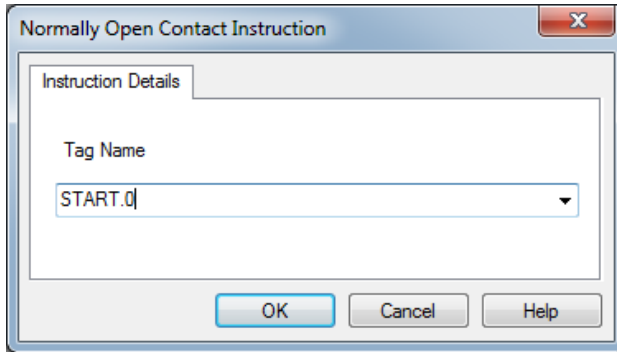 Normally Open Contact Instruction
Instruction Details
Tag Name
START.0
OK Cancel Help